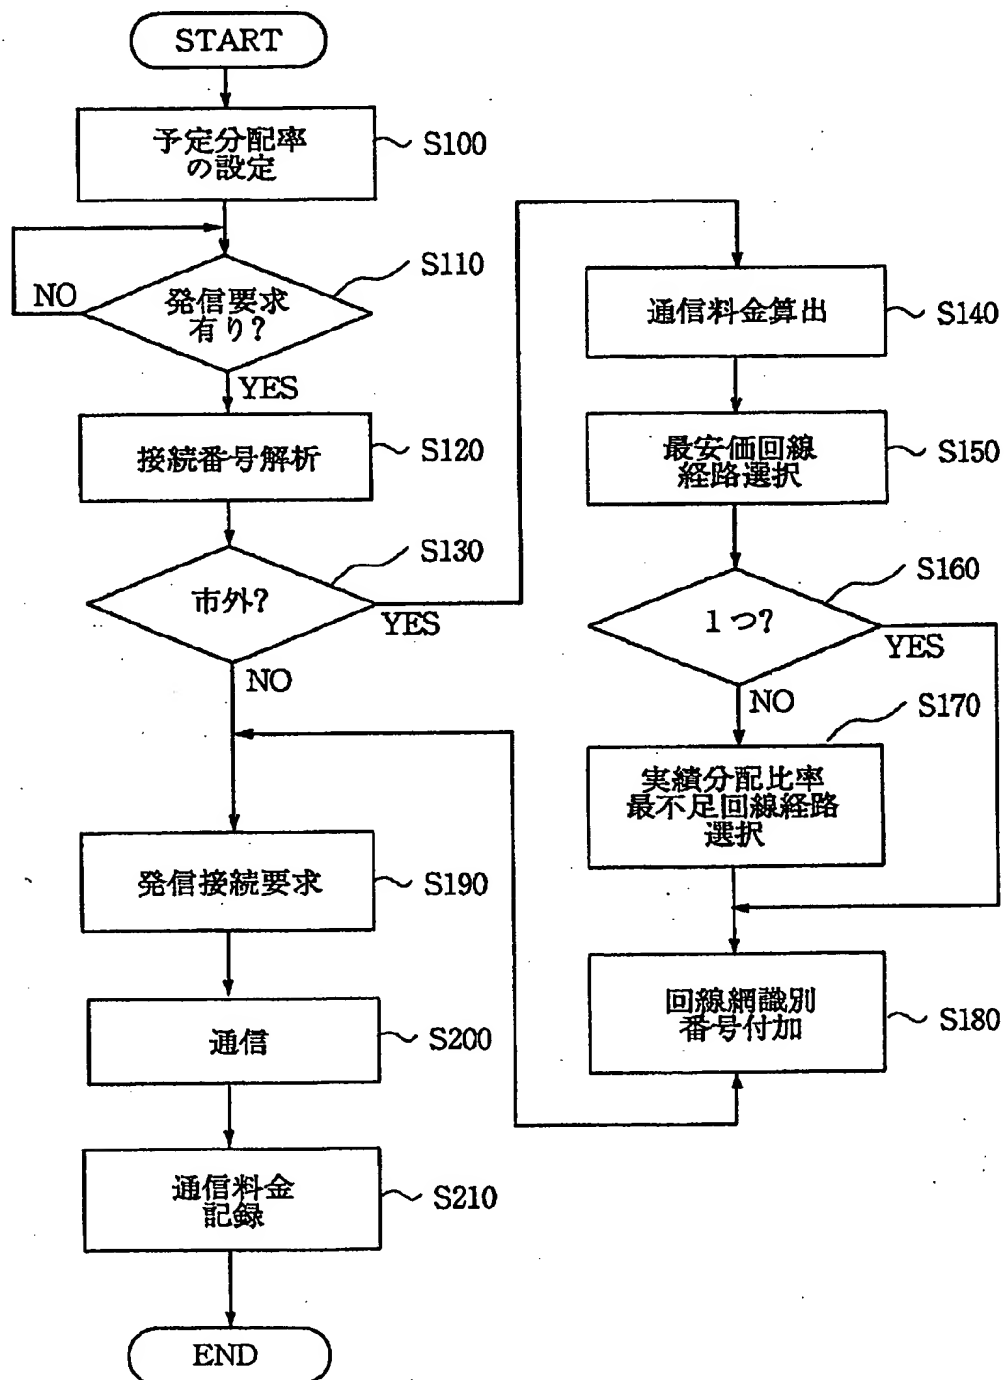 START
予定分配率
の設定
S100
発信要求
有り?
S110
NO
YES
接続番号解析
S120
市外?
S130
YES
NO
通信料金算出
S140
最安価回線
経路選択
S150
1つ?
S160
YES
NO
実績分配比率
最不足回線経路
選択
S170
回線網識別
番号付加
S180
発信接続要求
S190
通信
S200
通信料金
記録
S210
END